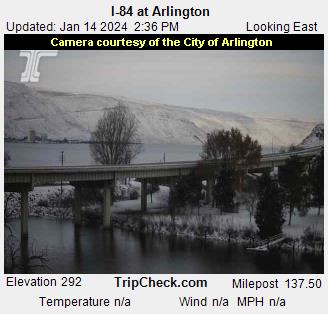 I-84 at Arlington
Updated: Jan 14 2024 2:36 PM Looking East
Camera courtesy of the City of Arlington
Elevation 292 TripCheck.com Milepost 137.50
Temperature n/a Wind n/a MPH n/a